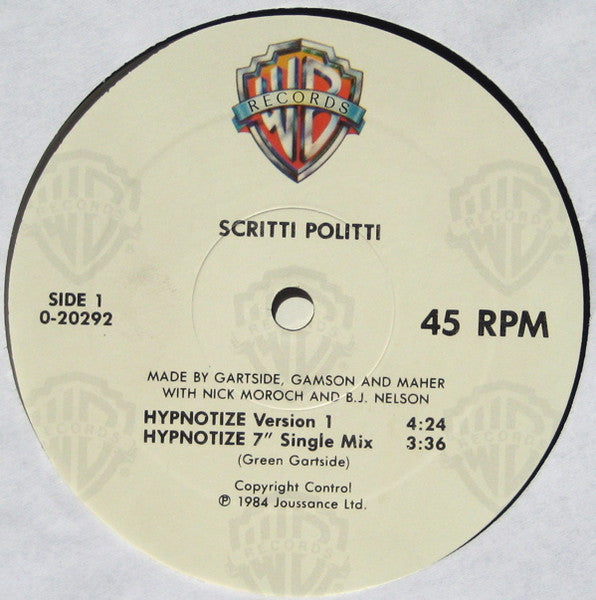 WB
RECORDS
SCRITTI POLITTI
SIDE 1
0-20292
45 RPM
MADE BY GARTSIDE, GAMSON AND MAHER
WITH NICK MOROCH AND B.J. NELSON
HYPNOTIZE Version 1 4:24
HYPNOTIZE 7" Single Mix 3:36
(Green Gartside)
Copyright Control
℗ 1984 Joussance Ltd.